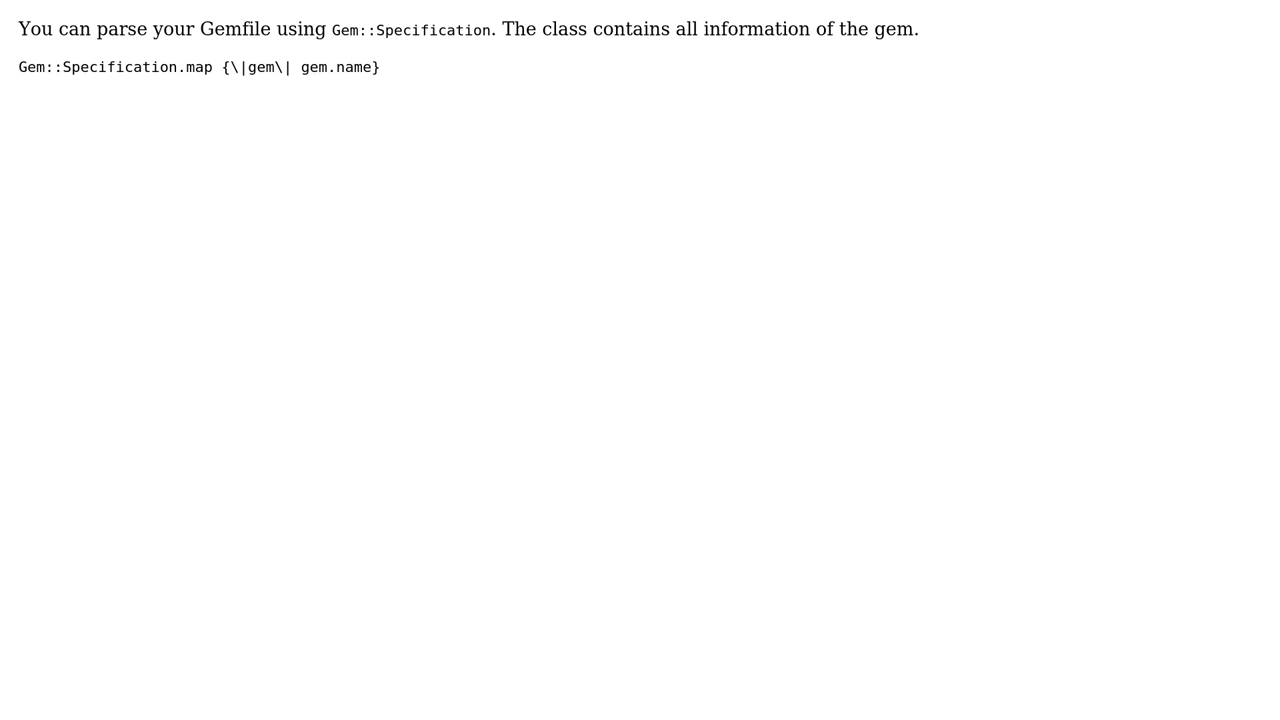 You can parse your Gemfile using Gem::Specification. The class contains all information of the gem.
Gem::Specification.map {\|gem\| gem.name}